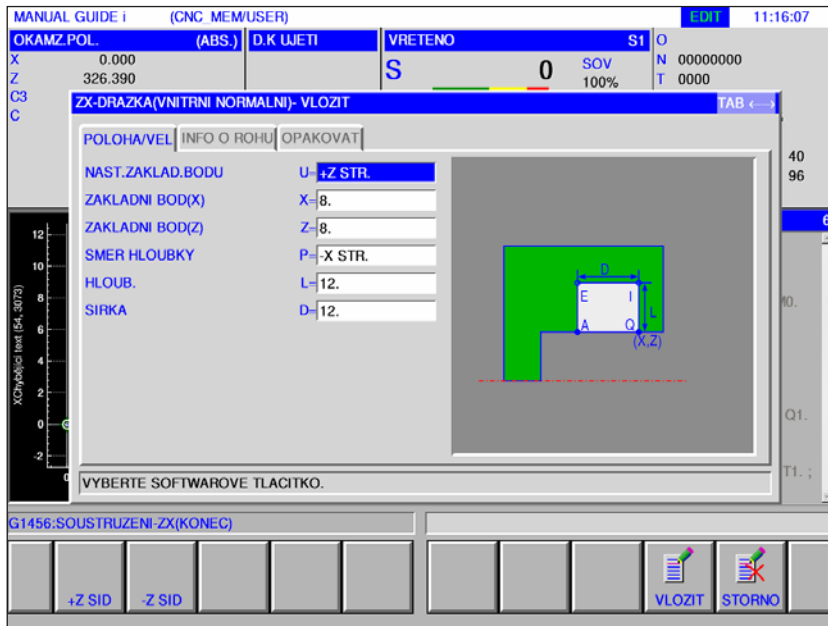 MANUAL GUIDE i (CNC_MEM/USER) EDIT 11:16:07
OKAMZ.POL. (ABS.) D.K UJETI VRETENO S1 O
X 0.000
Z 326.390
C3
C
S 0 SOV 100%
N 00000000
T 0000
ZX-DRAZKA(VNITRNI NORMALNI)- VLOZIT TAB
POLOHA/VEL INFO O ROHU OPAKOVAT
NAST.ZAKLAD.BODU U= +Z STR.
ZAKLADNI BOD(X) X= 8.
ZAKLADNI BOD(Z) Z= 8.
SMER HLOUBKY P= -X STR.
HLOUB. L= 12.
SIRKA D= 12.
D
E I
L
A Q
(X,Z)
40
96
6
M0.
Q1.
T1. ;
12
10
8
6
4
2
0
-2
0
XChybějící text (54, 3073)
VYBERTE SOFTWAROVE TLACITKO.
G1456:SOUSTRUZENI-ZX(KONEC)
+Z SID -Z SID VLOZIT STORNO